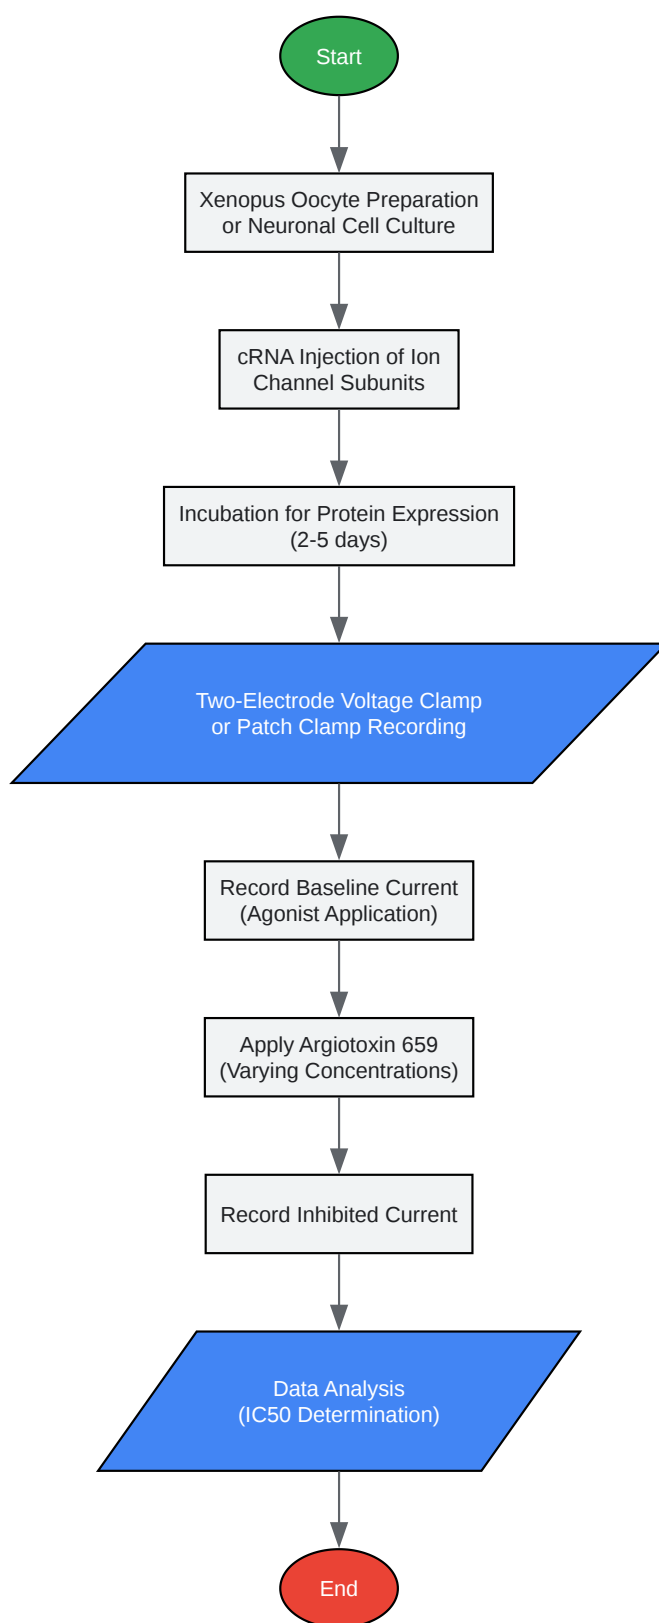 Start
Xenopus Oocyte Preparation
or Neuronal Cell Culture
cRNA Injection of Ion
Channel Subunits
Incubation for Protein Expression
(2-5 days)
Two-Electrode Voltage Clamp
or Patch Clamp Recording
Record Baseline Current
(Agonist Application)
Apply Argiotoxin 659
(Varying Concentrations)
Record Inhibited Current
Data Analysis
(IC50 Determination)
End